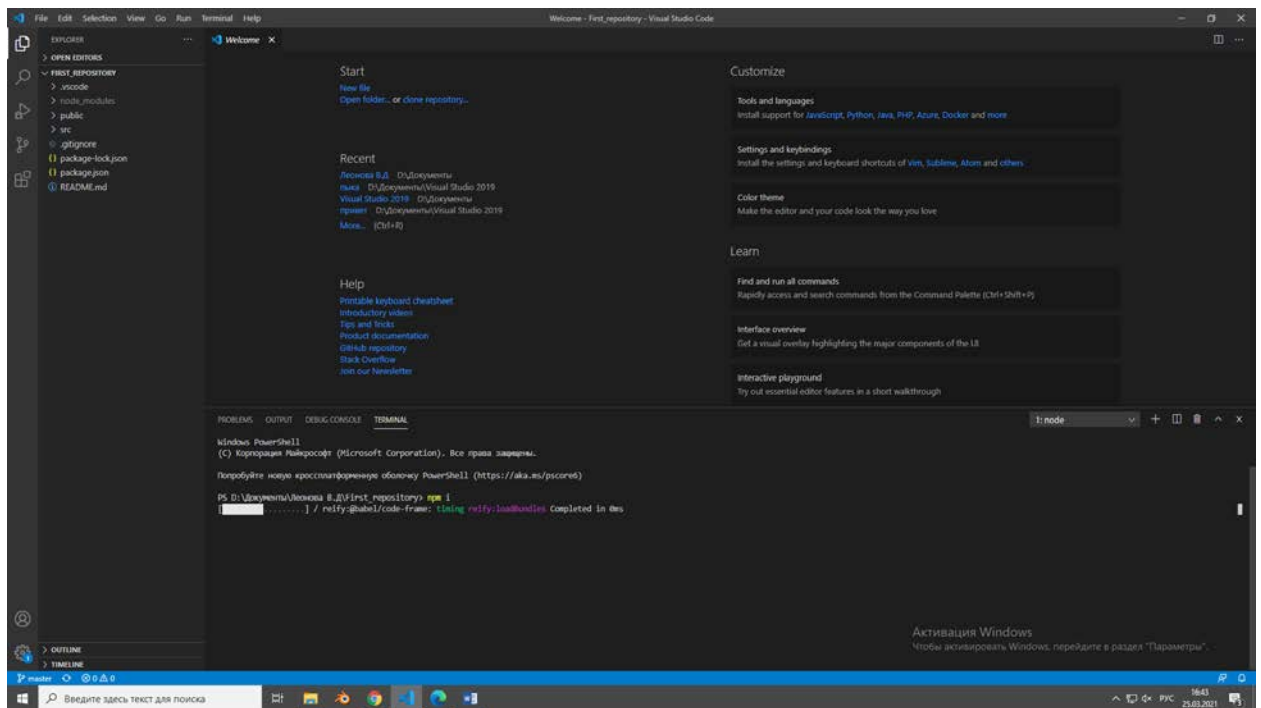 File Edit Selection View Go Run Terminal Help
Welcome - First_repository - Visual Studio Code
EXPLORER
Welcome
OPEN EDITORS
FIRST_REPOSITORY
.vscode
node_modules
public
src
.gitignore
package-lock.json
package.json
README.md
Start
New file
Open folder... or clone repository...
Recent
Леонова В.Д D:\Документы
D:\Документы\Visual Studio 2019
Visual Studio 2019 D:\Документы
привет D:\Документы\Visual Studio 2019
More... (Ctrl+R)
Help
Printable keyboard cheatsheet
Introductory videos
Tips and Tricks
Product documentation
GitHub repository
Stack Overflow
Join our Newsletter
Customize
Tools and languages
Install support for JavaScript, Python, Java, PHP, Azure, Docker and more
Settings and keybindings
Install the settings and keyboard shortcuts of Vim, Sublime, Atom and others
Color theme
Make the editor and your code look the way you love
Learn
Find and run all commands
Rapidly access and search commands from the Command Palette (Ctrl+Shift+P)
Interface overview
Get a visual overlay highlighting the major components of the UI
Interactive playground
Try out essential editor features in a short walkthrough
PROBLEMS OUTPUT DEBUG CONSOLE TERMINAL
1: node
Windows PowerShell
(C) Корпорация Майкрософт (Microsoft Corporation). Все права защищены.
Попробуйте новую кроссплатформенную оболочку PowerShell (https://aka.ms/pscore6)
PS D:\Документы\Леонова В.Д\First_repository> npm i
[ .........] / reify:@babel/code-frame: timing reify:loadBundles Completed in 0ms
Активация Windows
Чтобы активировать Windows, перейдите в раздел "Параметры".
OUTLINE
TIMELINE
master 0 0
Введите здесь текст для поиска
РУС
16:43
25.03.2021